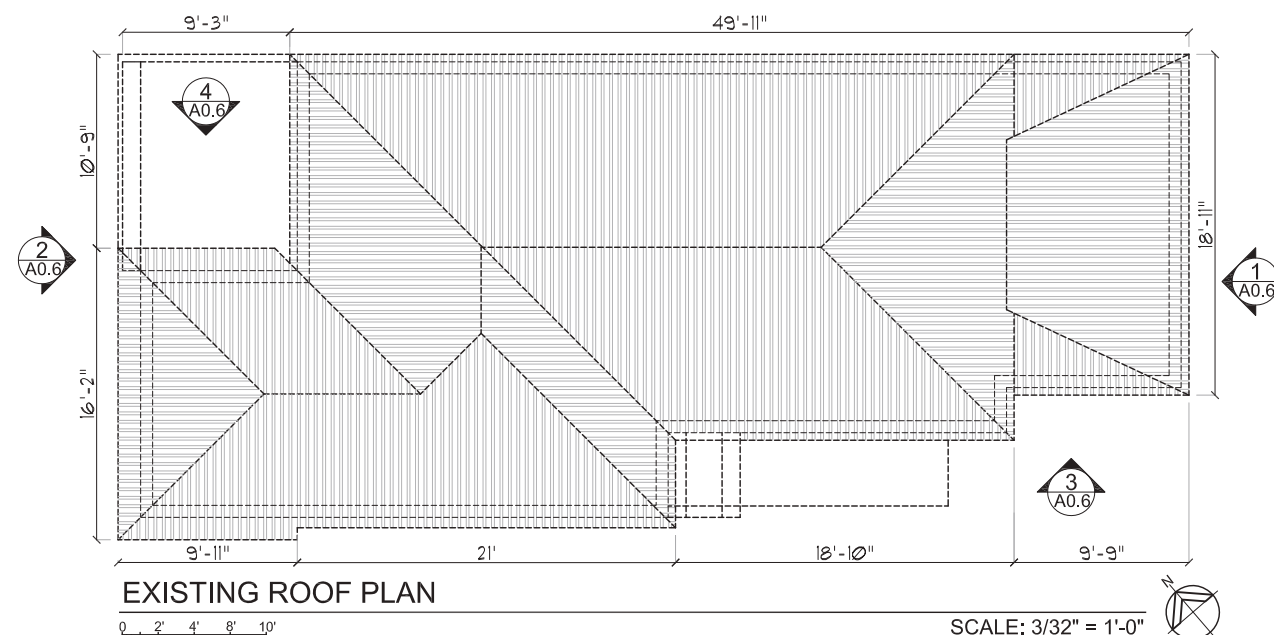 9'-3" 49'-11"
4
A0.6
10'-9"
18'-11"
2
A0.6
1
A0.6
16'-2"
3
A0.6
9'-11" 21' 18'-10" 9'-9"
EXISTING ROOF PLAN
N
0 2' 4' 8' 10'
SCALE: 3/32" = 1'-0"